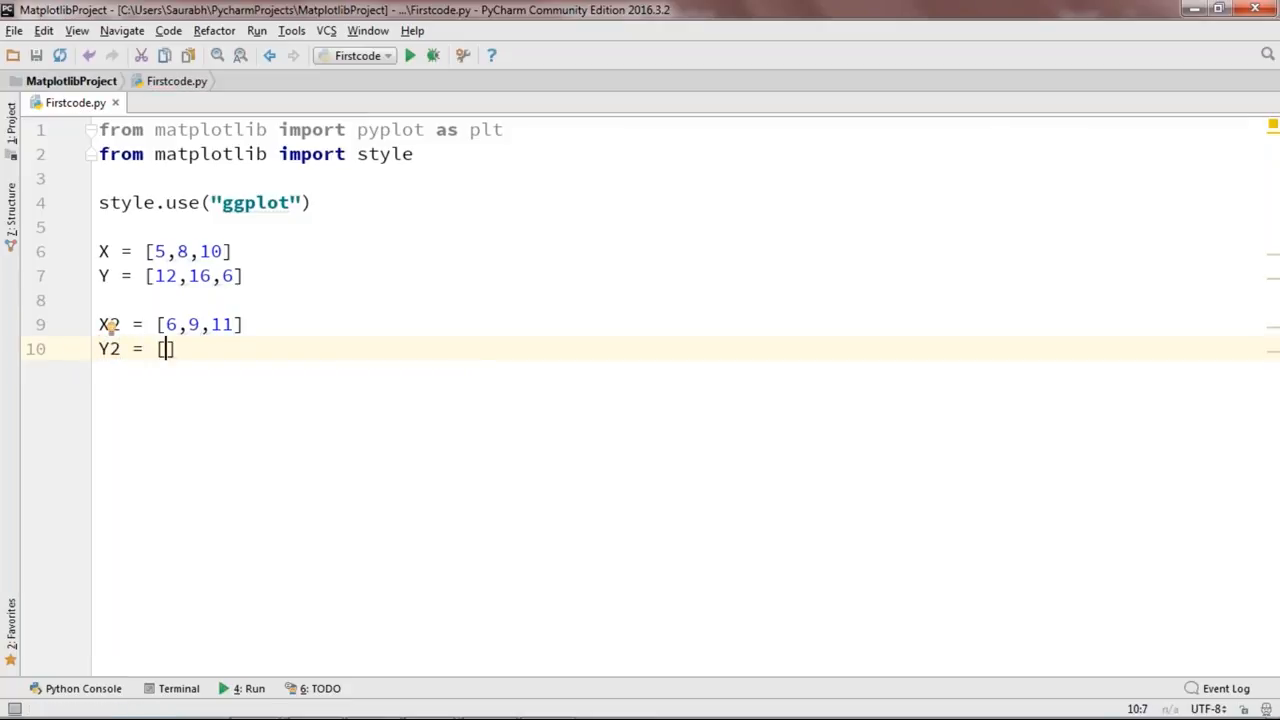 MatplotlibProject - [C:\Users\Saurabh\PycharmProjects\MatplotlibProject] - ...\Firstcode.py - PyCharm Community Edition 2016.3.2
File Edit View Navigate Code Refactor Run Tools VCS Window Help
Firstcode
MatplotlibProject Firstcode.py
Firstcode.py
1: Project
7: Structure
2: Favorites
1 from matplotlib import pyplot as plt
2 from matplotlib import style
3
4 style.use("ggplot")
5
6 X = [5,8,10]
7 Y = [12,16,6]
8
9 X2 = [6,9,11]
10 Y2 = []
Python Console Terminal 4: Run 6: TODO Event Log
10:7 n/a UTF-8